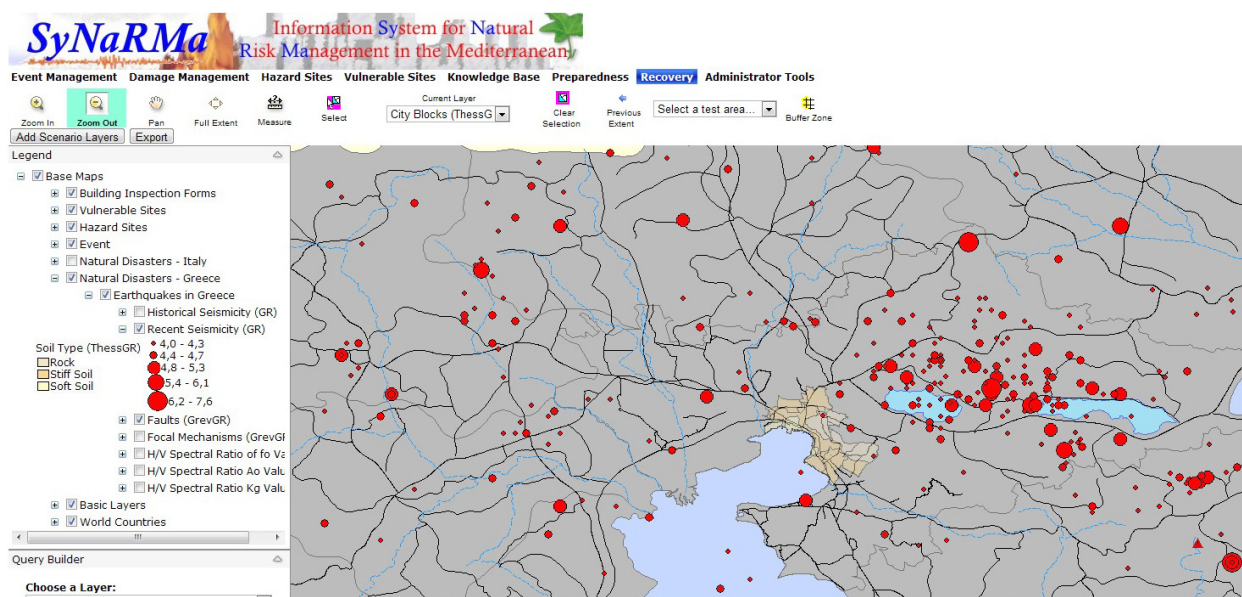 SyNaRMa
Information System for Natural
Risk Management in the Mediterranean
Event Management Damage Management Hazard Sites Vulnerable Sites Knowledge Base Preparedness Recovery Administrator Tools
Zoom In
Zoom Out
Pan
Full Extent
Measure
Select
Current Layer
City Blocks (ThessG
Clear
Selection
Previous
Extent
Select a test area...
Buffer Zone
Add Scenario Layers Export
Legend
Base Maps
Building Inspection Forms
Vulnerable Sites
Hazard Sites
Event
Natural Disasters - Italy
Natural Disasters - Greece
Earthquakes in Greece
Historical Seismicity (GR)
Recent Seismicity (GR)
Soil Type (ThessGR)
Rock
Stiff Soil
Soft Soil
4,0 - 4,3
4,4 - 4,7
4,8 - 5,3
5,4 - 6,1
6,2 - 7,6
Faults (GrevGR)
Focal Mechanisms (GrevGF
H/V Spectral Ratio of fo Va
H/V Spectral Ratio Ao Valu
H/V Spectral Ratio Kg Valu
Basic Layers
World Countries
Query Builder
Choose a Layer: